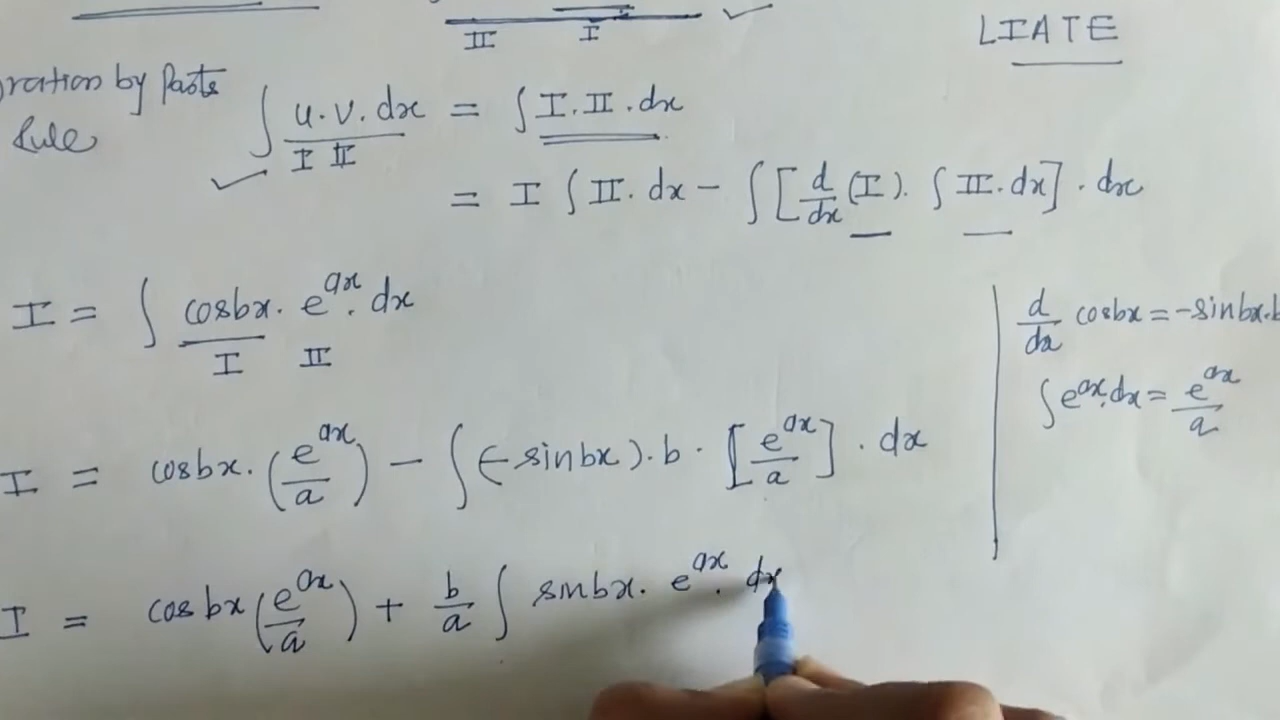 II I
LIATE
ration by Parts
Rule
∫ u.v.dx = ∫ I.II.dx
I II
= I ∫ II.dx - ∫ [d/dx (I). ∫ II.dx].dx
I = ∫ cosbx. e^ax. dx
I II
d/dx cosbx = -sinbx.b
∫ e^ax.dx = e^ax/a
I = cosbx. (e^ax/a) - ∫ (-sinbx).b. [e^ax/a].dx
I = cosbx (e^ax/a) + b/a ∫ sinbx. e^ax. dx